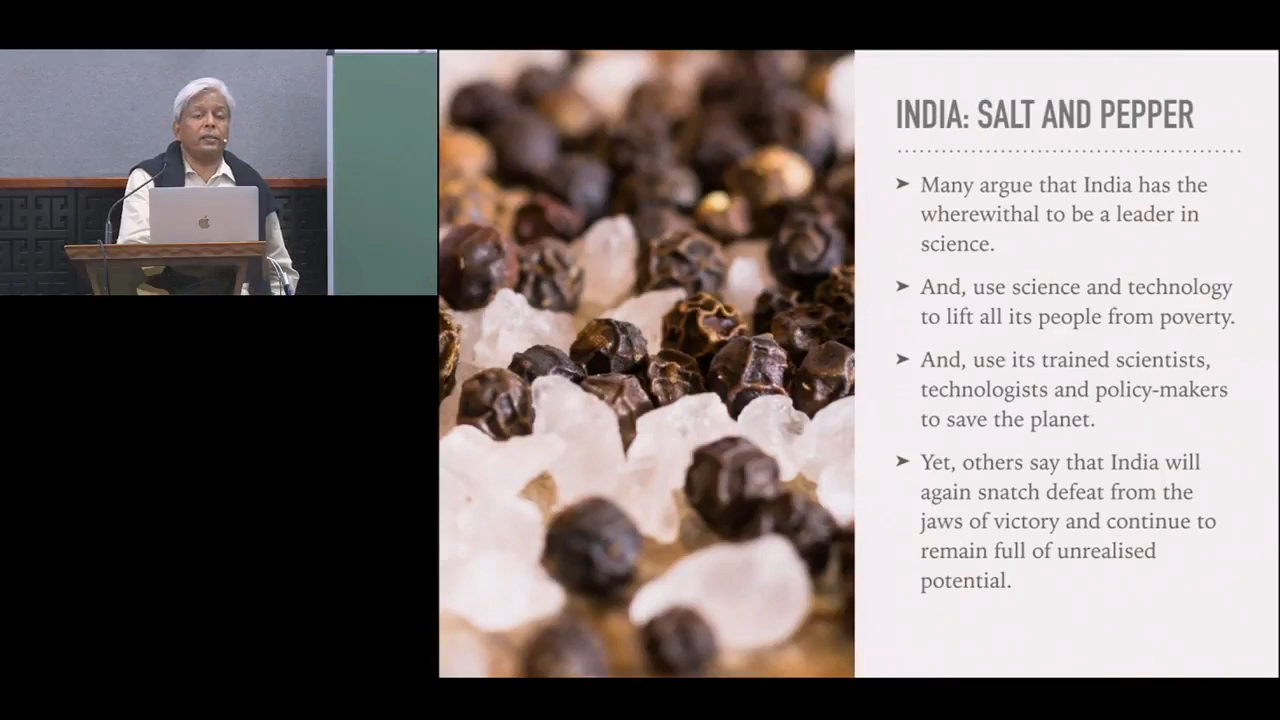 INDIA: SALT AND PEPPER
➤ Many argue that India has the
wherewithal to be a leader in
science.
➤ And, use science and technology
to lift all its people from poverty.
➤ And, use its trained scientists,
technologists and policy-makers
to save the planet.
➤ Yet, others say that India will
again snatch defeat from the
jaws of victory and continue to
remain full of unrealised
potential.